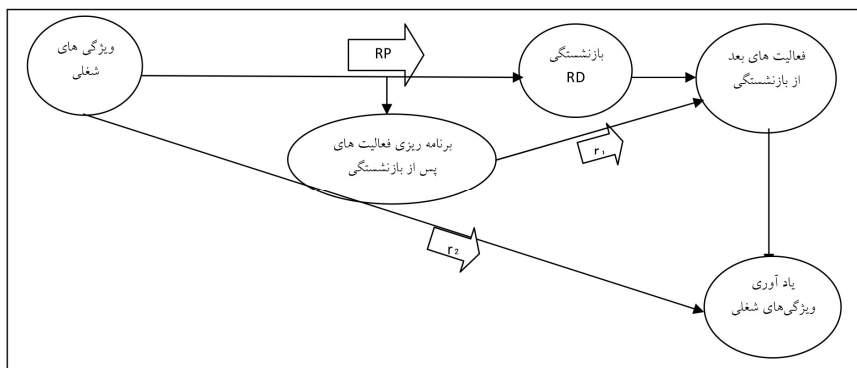 ویژگی های
شغلی
RP
بازنشستگی
RD
فعالیت های بعد
از بازنشستگی
برنامه ریزی فعالیت های
پس از بازنشستگی
r₁
r₂
یاد آوری
ویژگی‌های شغلی